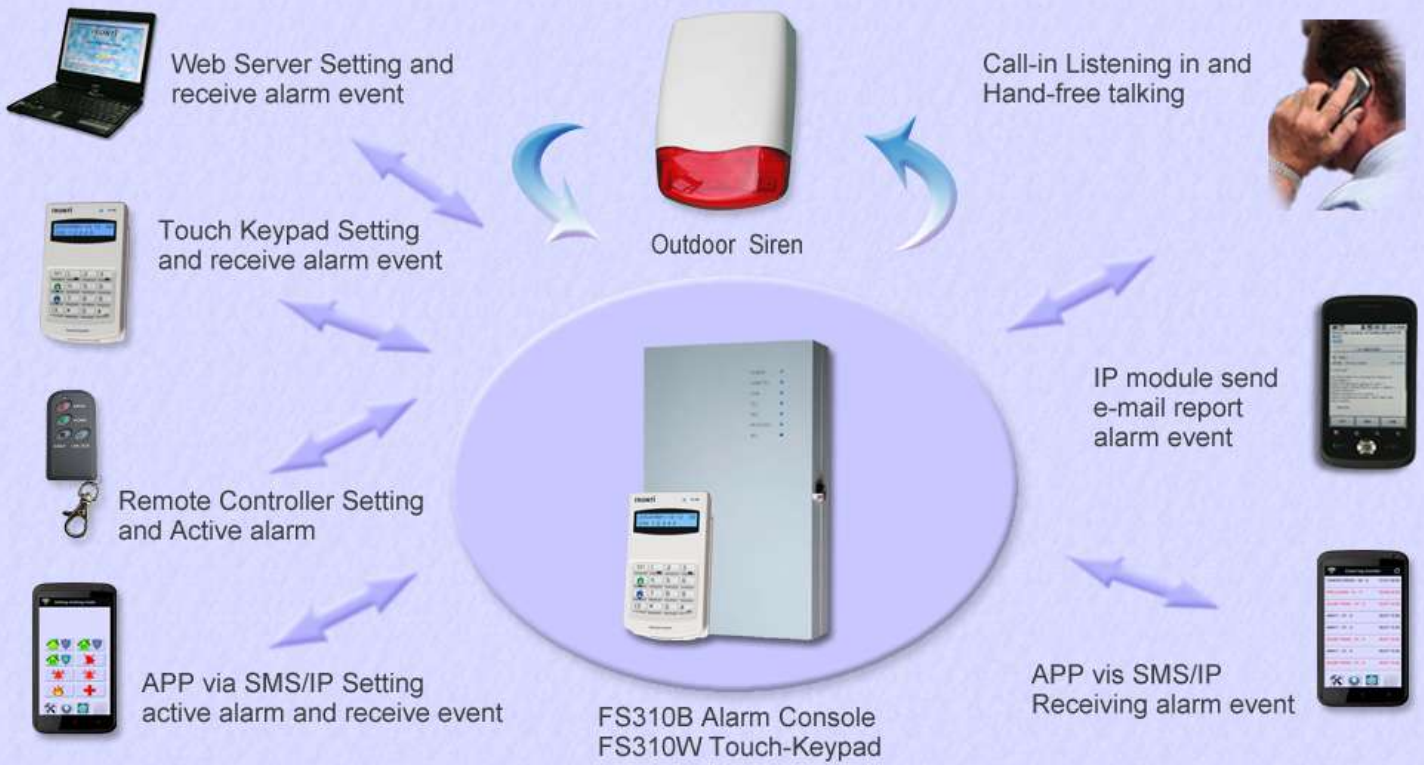 Web Server Setting and
receive alarm event
Call-in Listening in and
Hand-free talking
Outdoor Siren
Touch Keypad Setting
and receive alarm event
IP module send
e-mail report
alarm event
Remote Controller Setting
and Active alarm
APP via SMS/IP Setting
active alarm and receive event
APP vis SMS/IP
Receiving alarm event
FS310B Alarm Console
FS310W Touch-Keypad